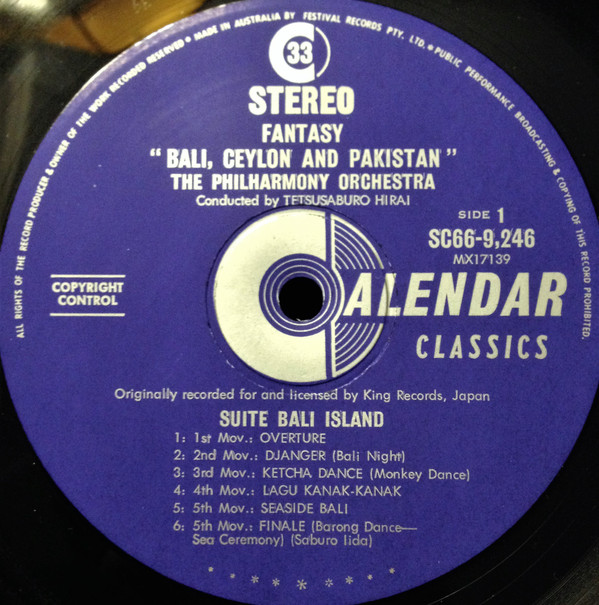 ALL RIGHTS OF THE RECORD PRODUCER & OWNER OF THE WORK RECORDED RESERVED • MADE IN AUSTRALIA BY FESTIVAL RECORDS PTY. LTD. • PUBLIC PERFORMANCE BROADCASTING & COPYING OF THIS RECORD PROHIBITED.
33
STEREO
FANTASY
"BALI, CEYLON AND PAKISTAN"
THE PHILHARMONY ORCHESTRA
Conducted by TETSUSABURO HIRAI
SIDE 1
SC66-9,246
MX17139
COPYRIGHT
CONTROL
CALENDAR
CLASSICS
Originally recorded for and licensed by King Records, Japan
SUITE BALI ISLAND
1: 1st Mov.: OVERTURE
2: 2nd Mov.: DJANGER (Bali Night)
3: 3rd Mov.: KETCHA DANCE (Monkey Dance)
4: 4th Mov.: LAGU KANAK-KANAK
5: 5th Mov.: SEASIDE BALI
6: 5th Mov.: FINALE (Barong Dance—
Sea Ceremony) (Saburo Iida)